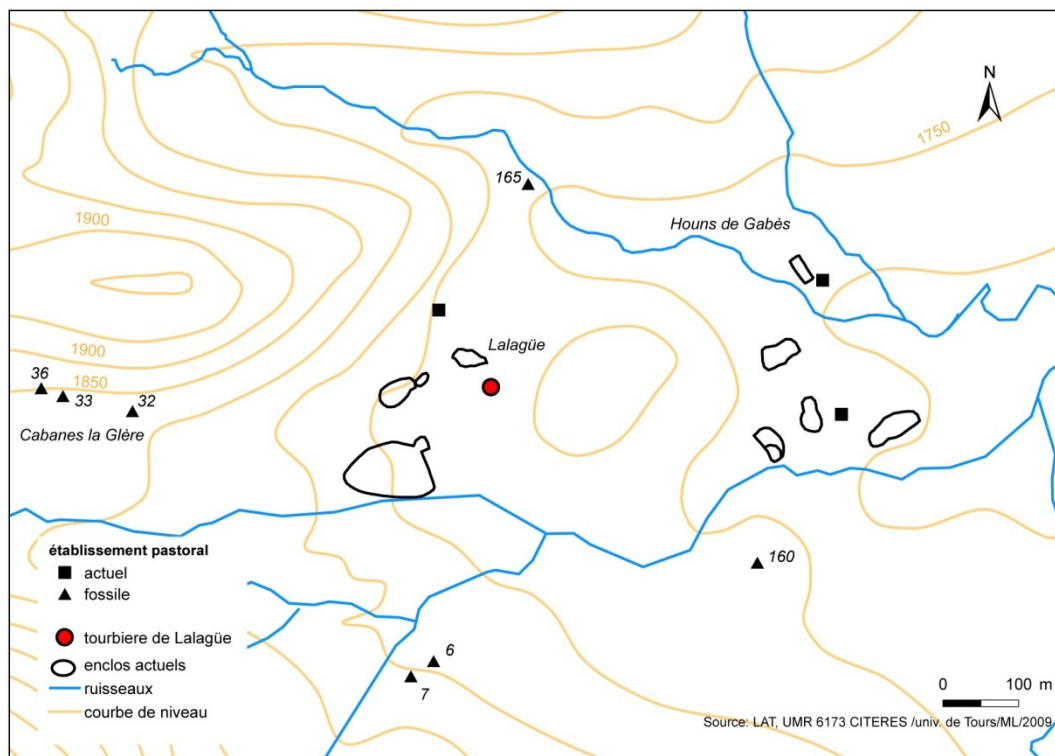 N
1750
165
Houns de Gabès
1900
Lalagüe
1900
36
1850
33
32
Cabanes la Glère
établissement pastoral
actuel
fossile
160
tourbiere de Lalagüe
6
enclos actuels
7
ruisseaux
0 100 m
courbe de niveau
Source: LAT, UMR 6173 CITERES /univ. de Tours/ML/2009